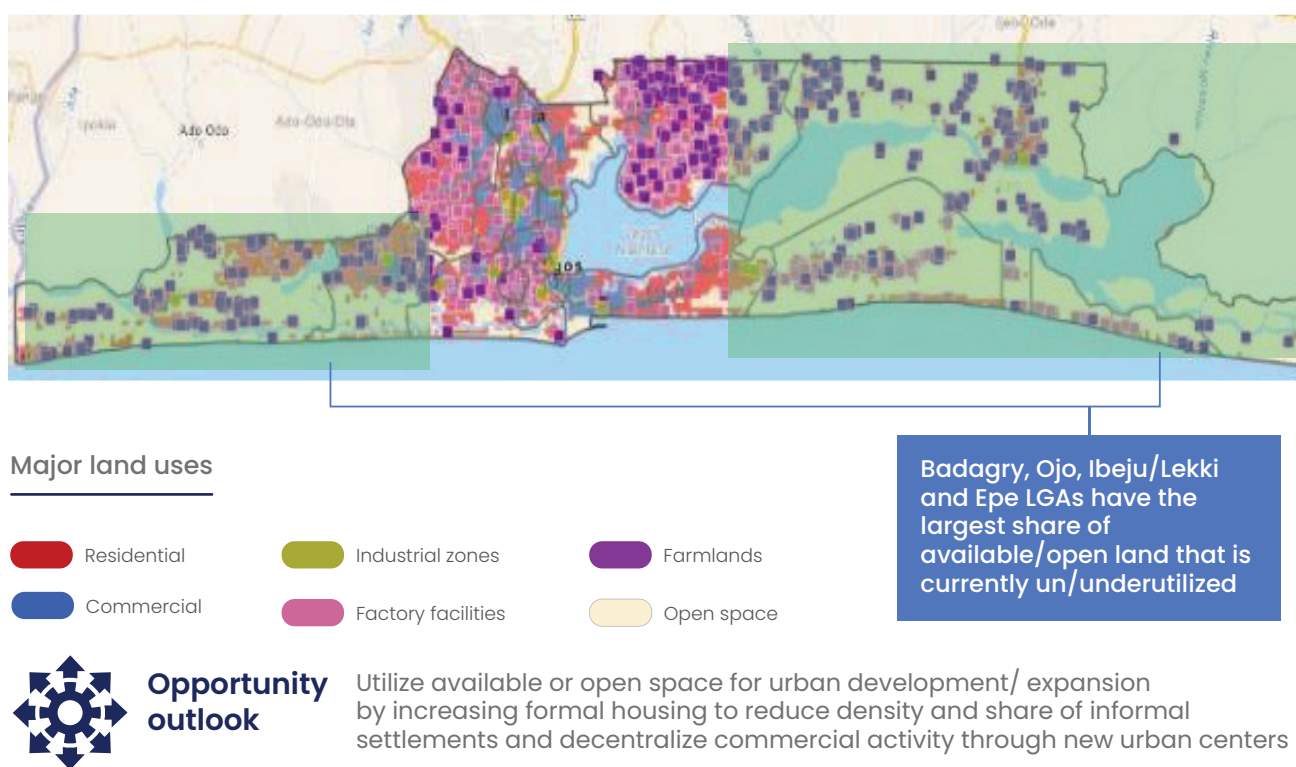 Ado Odo
Ado-Odo/Ota
Major land uses
Residential
Industrial zones
Farmlands
Commercial
Factory facilities
Open space
Badagry, Ojo, Ibeju/Lekki
and Epe LGAs have the
largest share of
available/open land that is
currently un/underutilized
Opportunity
outlook
Utilize available or open space for urban development/ expansion
by increasing formal housing to reduce density and share of informal
settlements and decentralize commercial activity through new urban centers